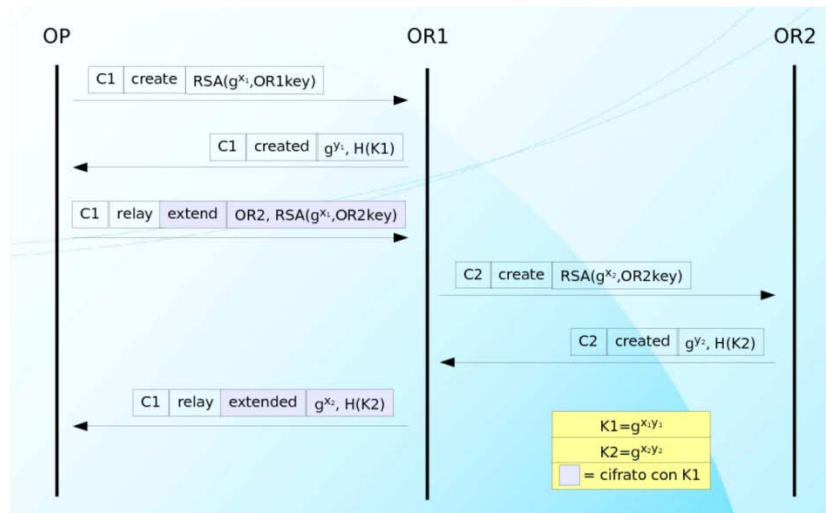 OP OR1 OR2
C1 create RSA(g^x₁,OR1key)
C1 created g^y₁, H(K1)
C1 relay extend OR2, RSA(g^x₁,OR2key)
C2 create RSA(g^x₂,OR2key)
C2 created g^y₂, H(K2)
C1 relay extended g^x₂, H(K2)
K1=g^x₁y₁
K2=g^x₂y₂
= cifrato con K1